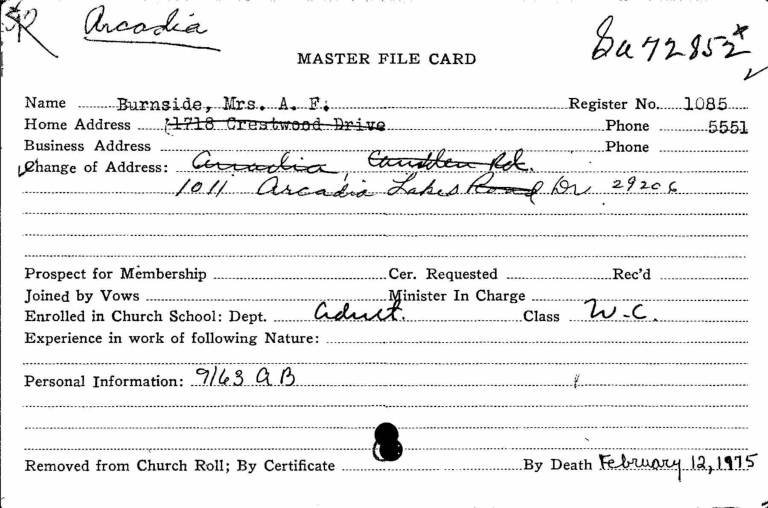 SR Arcadia
Su 72852*
MASTER FILE CARD
Name Burnside, Mrs. A. F. Register No. 1085
Home Address 1718 Crestwood Drive Phone 5551
Business Address Phone
Change of Address: Arcadia, Camden Rd.
1011 Arcadia Lakes Road Dr. 29206
Prospect for Membership Cer. Requested Rec'd
Joined by Vows Minister In Charge
Enrolled in Church School: Dept. Adult. Class W.C.
Experience in work of following Nature:
Personal Information: 9/63 AB
Removed from Church Roll; By Certificate By Death February 12, 1975